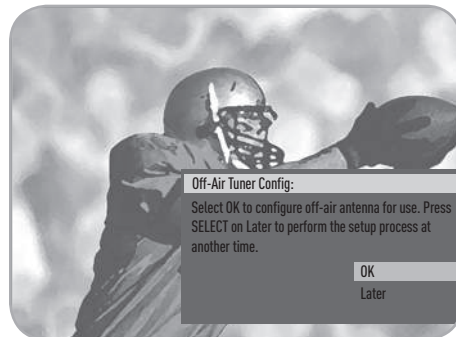 Off-Air Tuner Config:
Select OK to configure off-air antenna for use. Press
SELECT on Later to perform the setup process at
another time.
OK
Later